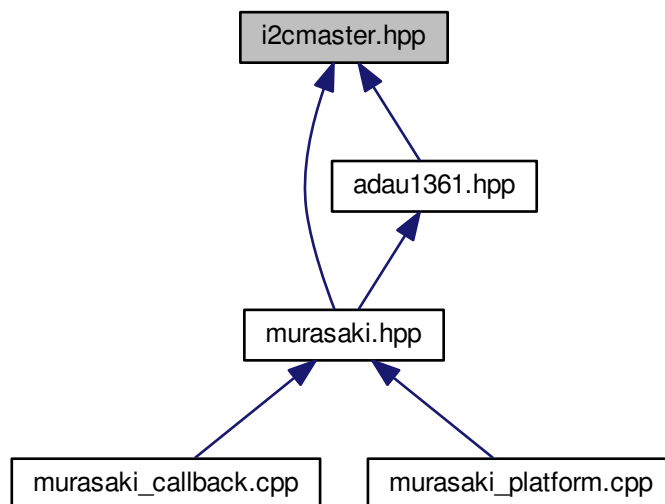 i2cmaster.hpp
adau1361.hpp
murasaki.hpp
murasaki_callback.cpp
murasaki_platform.cpp